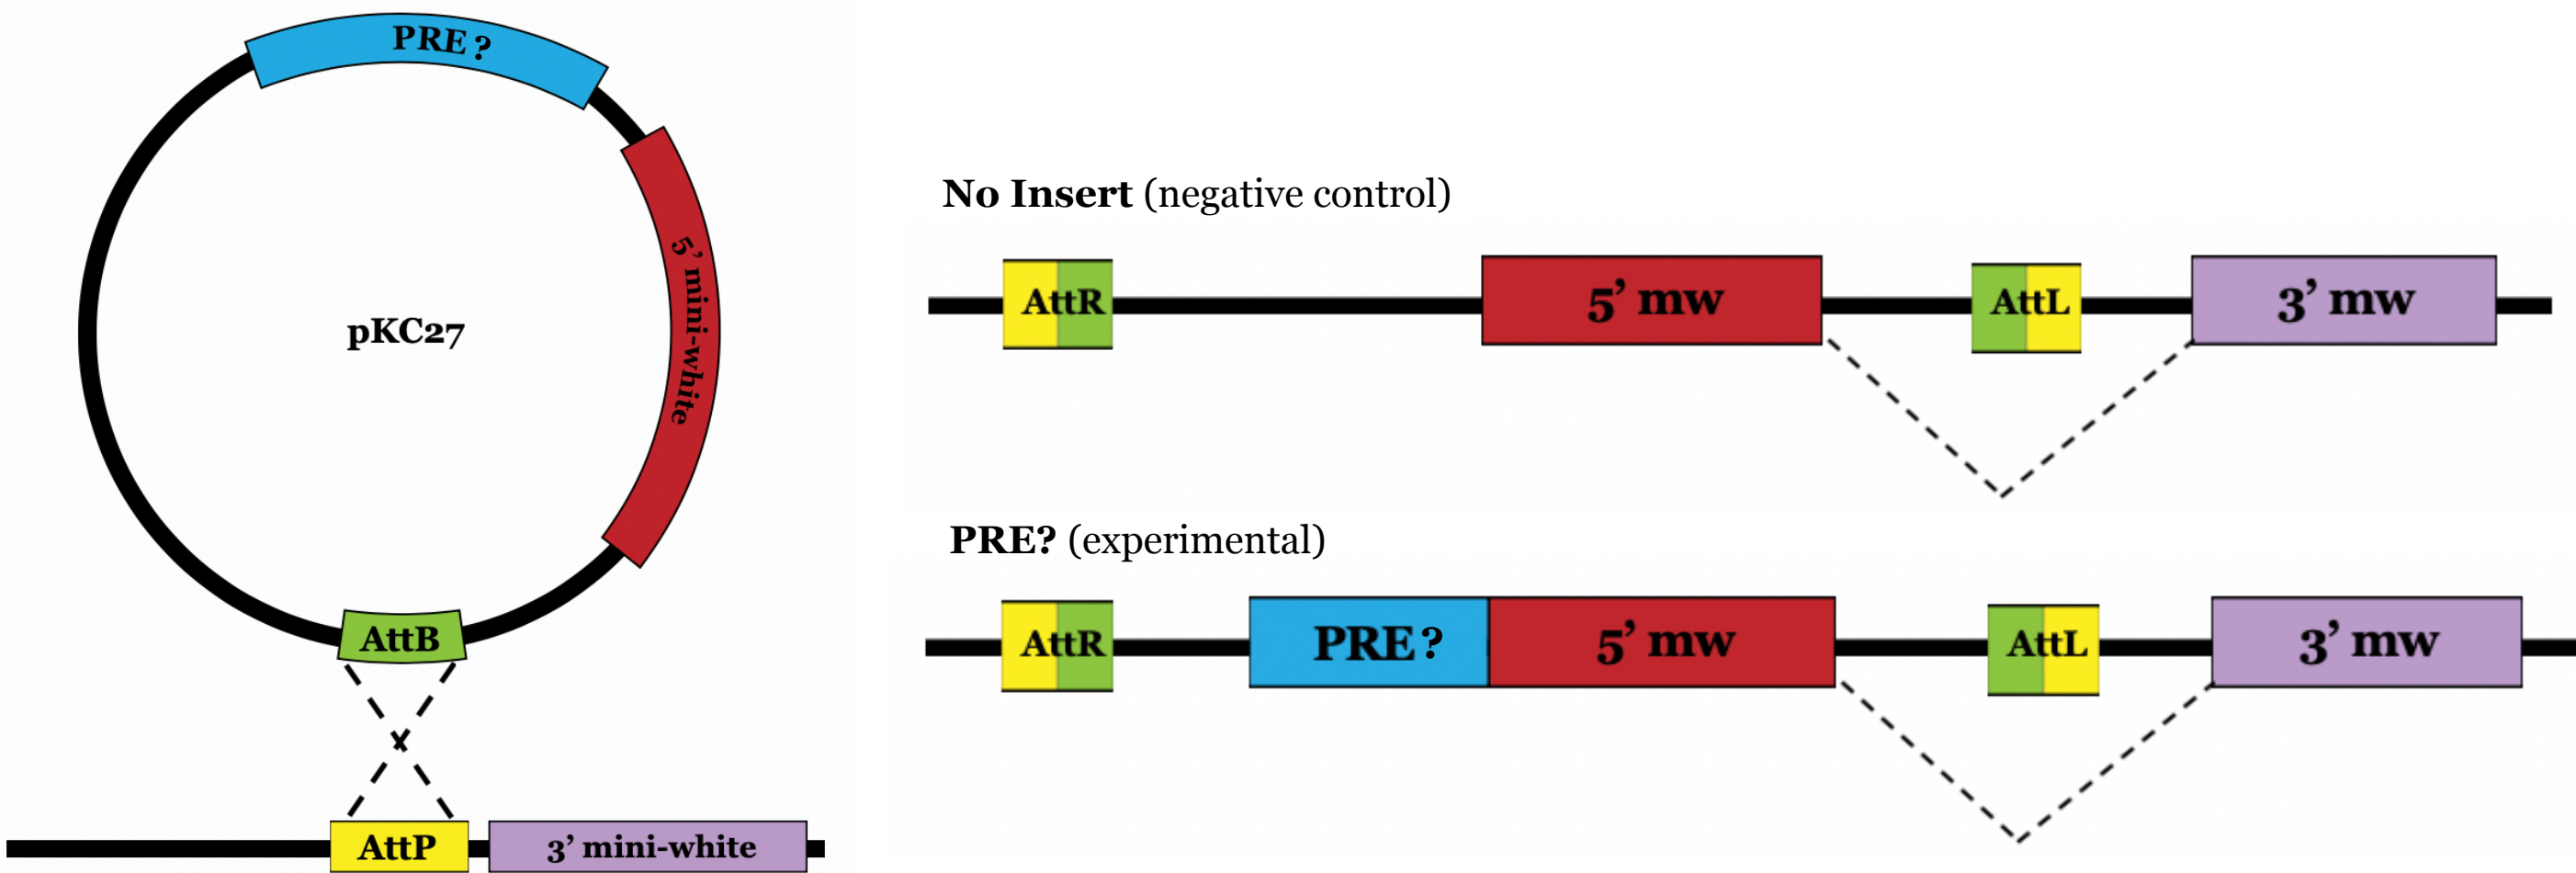 PRE ?
5’ mini-white
pKC27
AttB
AttP
3’ mini-white
No Insert (negative control)
AttR
5’ mw
AttL
3’ mw
PRE? (experimental)
AttR
PRE ?
5’ mw
AttL
3’ mw